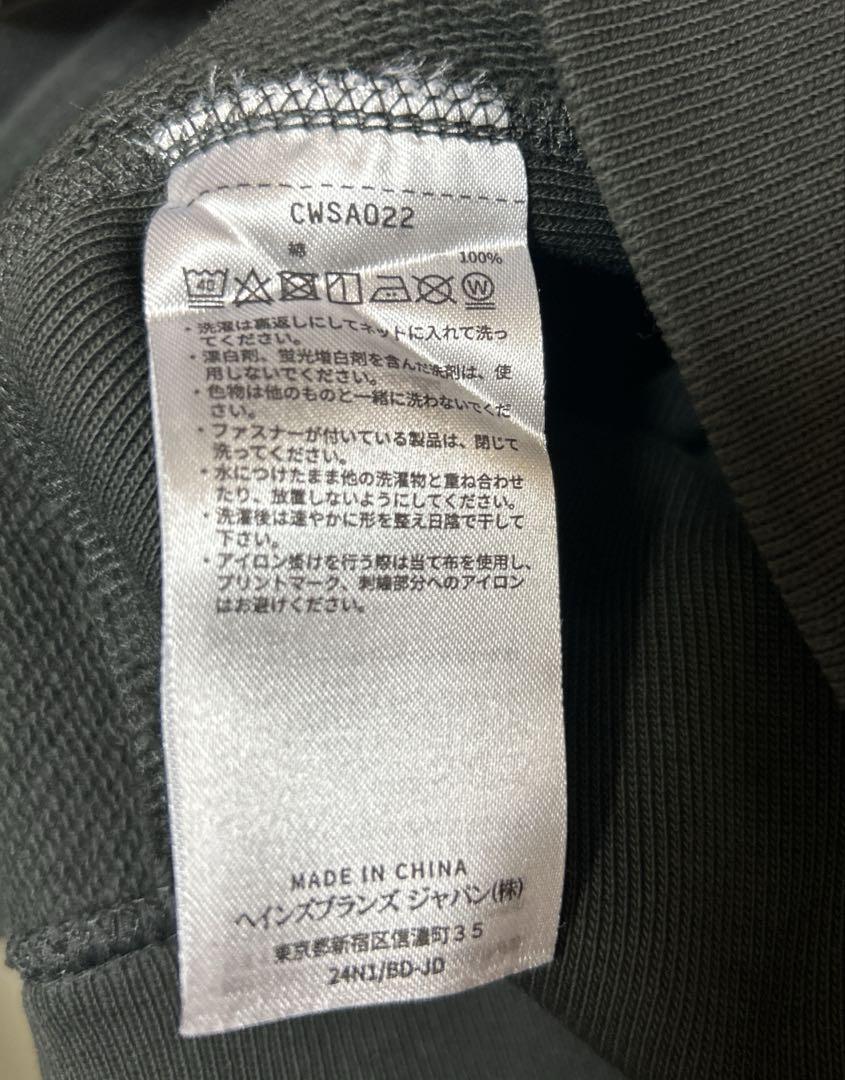 CWSA022
綿 100%
40 W
・洗濯は裏返しにしてネットに入れて洗っ
てください。
・漂白剤、蛍光増白剤を含んだ洗剤は、使
用しないでください。
・色物は他のものと一緒に洗わないでくだ
さい。
・ファスナーが付いている製品は、閉じて
洗ってください。
・水につけたまま他の洗濯物と重ね合わせ
たり、放置しないようにしてください。
・洗濯後は速やかに形を整え日陰で干して
下さい。
・アイロン掛けを行う際は当て布を使用し、
プリントマーク、刺繍部分へのアイロン
はお避けください。
MADE IN CHINA
ヘインズブランズ ジャパン(株)
東京都新宿区信濃町35
24N1/BD-JD